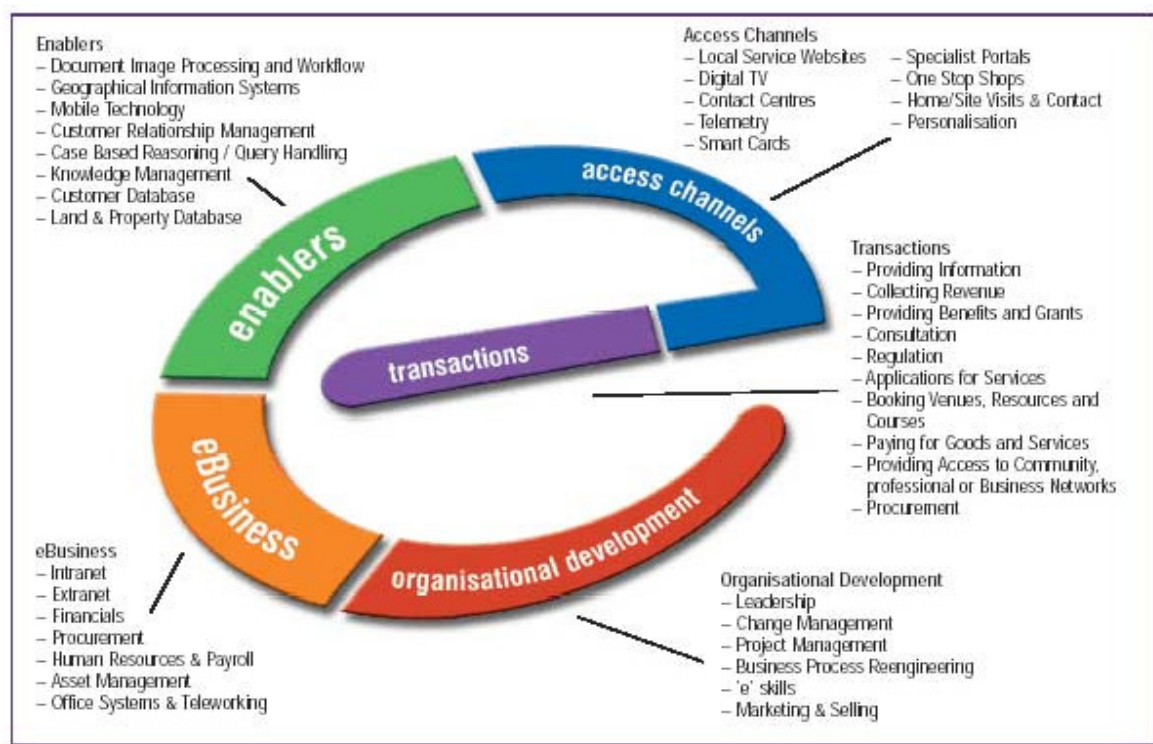 Enablers
– Document Image Processing and Workflow
– Geographical Information Systems
– Mobile Technology
– Customer Relationship Management
– Case Based Reasoning / Query Handling
– Knowledge Management
– Customer Database
– Land & Property Database
Access Channels
– Local Service Websites
– Digital TV
– Contact Centres
– Telemetry
– Smart Cards
– Specialist Portals
– One Stop Shops
– Home/Site Visits & Contact
– Personalisation
access channels
enablers
transactions
eBusiness
organisational development
Transactions
– Providing Information
– Collecting Revenue
– Providing Benefits and Grants
– Consultation
– Regulation
– Applications for Services
– Booking Venues, Resources and
Courses
– Paying for Goods and Services
– Providing Access to Community,
professional or Business Networks
– Procurement
eBusiness
– Intranet
– Extranet
– Financials
– Procurement
– Human Resources & Payroll
– Asset Management
– Office Systems & Teleworking
Organisational Development
– Leadership
– Change Management
– Project Management
– Business Process Reengineering
– 'e' skills
– Marketing & Selling